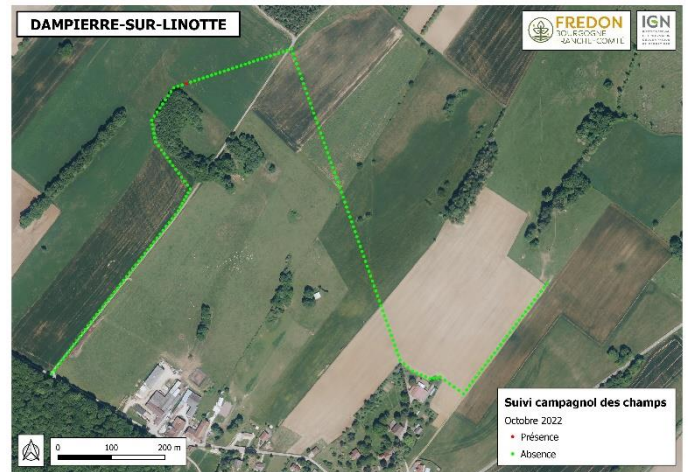 DAMPIERRE-SUR-LINOTTE
FREDON
BOURGOGNE
FRANCHE-COMTÉ
IGN
Suivi campagnol des champs
Octobre 2022
Présence
Absence
0 100 200 m